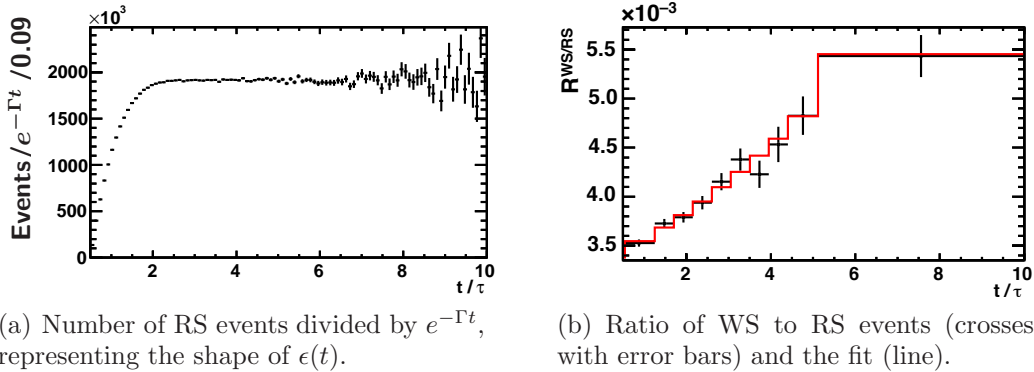 ×10³
Events/e^{-Γt}/0.09
2000
1500
1000
500
0
2 4 6 8 10
t/τ
(a) Number of RS events divided by e^{-Γt},
representing the shape of ϵ(t).
×10⁻³
R^{WS/RS}
5.5
5.0
4.5
4.0
3.5
2 4 6 8 10
t/τ
(b) Ratio of WS to RS events (crosses
with error bars) and the fit (line).